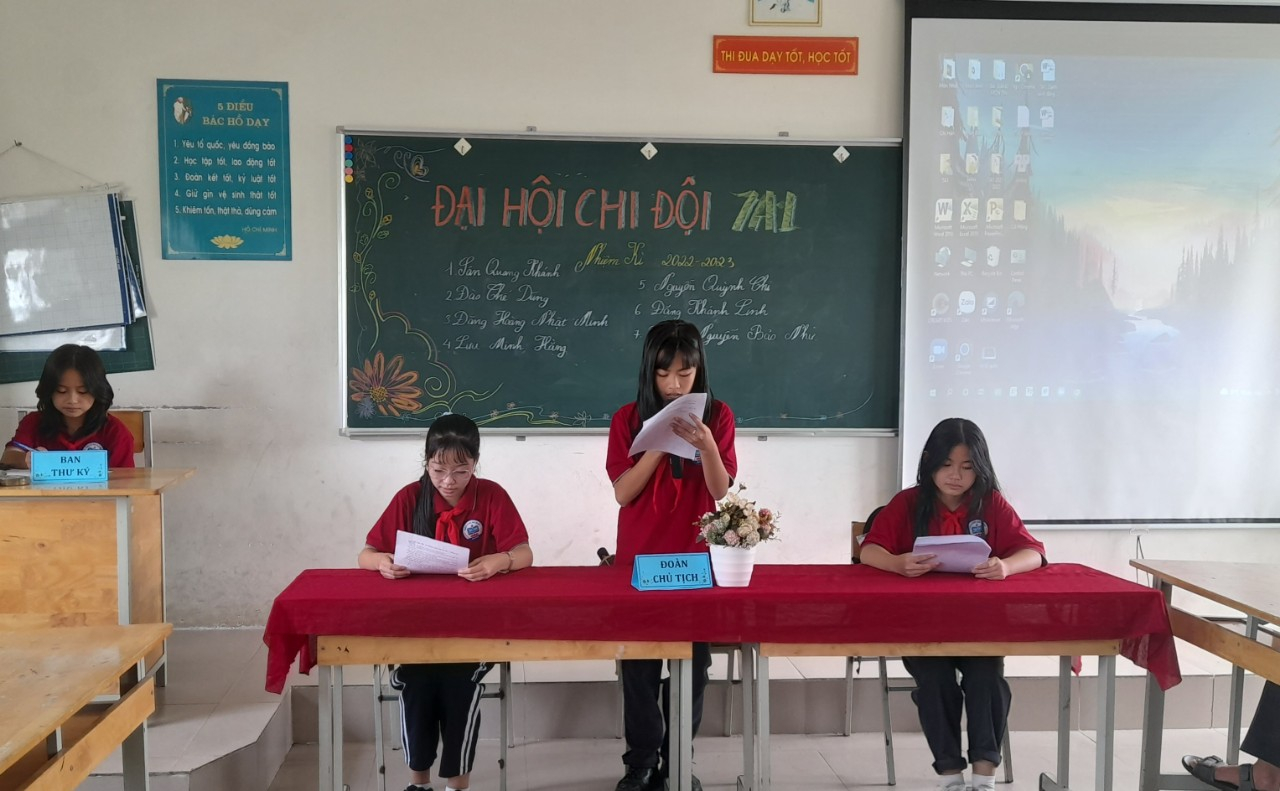 THI ĐUA DẠY TỐT, HỌC TỐT
5 ĐIỀU
BÁC HỒ DẠY
1. Yêu tổ quốc, yêu đồng bào
2. Học tập tốt, lao động tốt
3. Đoàn kết tốt, kỷ luật tốt
4. Giữ gìn vệ sinh thật tốt
5. Khiêm tốn, thật thà, dũng cảm
HỒ CHÍ MINH
ĐẠI HỘI CHI ĐỘI 7A1
Nhiệm Kì 2022-2023
1. Quang Khánh
2. Đào Thế Dũng
3. Đặng Hoàng Nhật Minh
4. Lưu Minh Hằng
5 Nguyễn Quỳnh Chi
6. Đặng Khánh Linh
7. Nguyễn Bảo Như
BAN
THƯ KÝ
ĐOÀN
CHỦ TỊCH